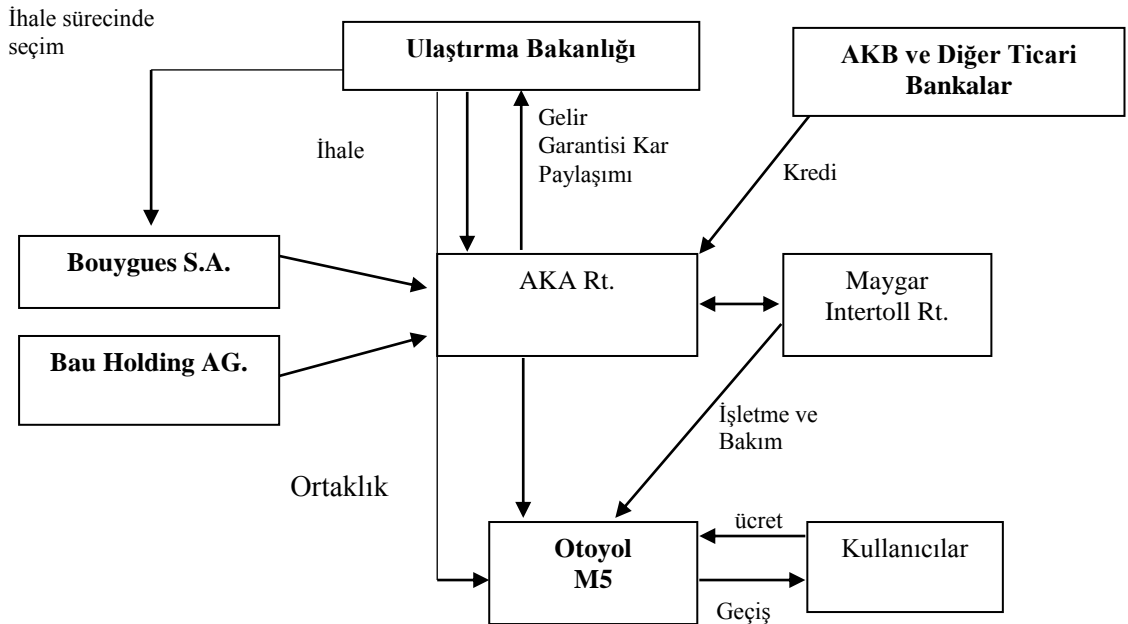 İhale sürecinde
seçim
Ulaştırma Bakanlığı
AKB ve Diğer Ticari
Bankalar
İhale
Gelir
Garantisi Kar
Paylaşımı
Kredi
Bouygues S.A.
AKA Rt.
Maygar
Intertoll Rt.
Bau Holding AG.
İşletme ve
Bakım
Ortaklık
Otoyol
M5
ücret
Kullanıcılar
Geçiş